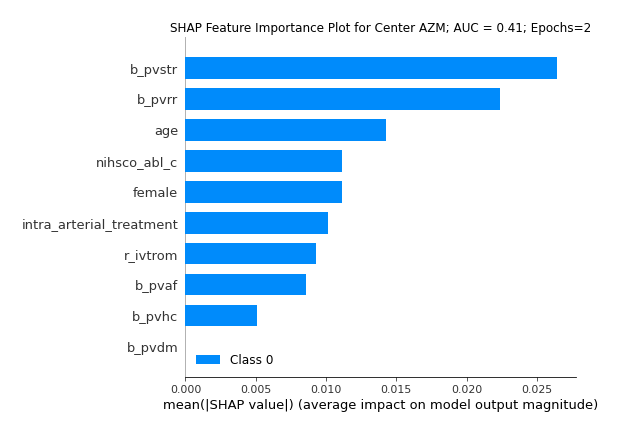 SHAP Feature Importance Plot for Center AZM; AUC = 0.41; Epochs=2
b_pvstr
b_pvrr
age
nihsco_abl_c
female
intra_arterial_treatment
r_ivtrom
b_pvaf
b_pvhc
b_pvdm
Class 0
0.000 0.005 0.010 0.015 0.020 0.025
mean(|SHAP value|) (average impact on model output magnitude)